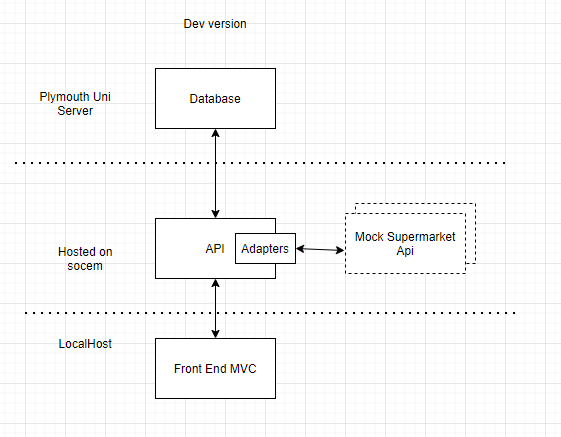 Dev version
Plymouth Uni
Server
Database
Hosted on
socem
API
Adapters
Mock Supermarket
Api
LocalHost
Front End MVC